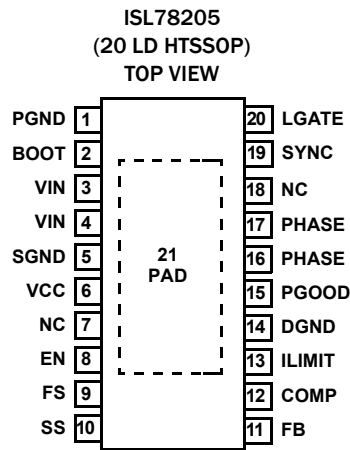 ISL78205
(20 LD HTSSOP)
TOP VIEW
PGND 1 20 LGATE
BOOT 2 19 SYNC
VIN 3 18 NC
VIN 4 17 PHASE
SGND 5 16 PHASE
VCC 6 15 PGOOD
NC 7 14 DGND
EN 8 13 ILIMIT
FS 9 12 COMP
SS 10 11 FB
21
PAD